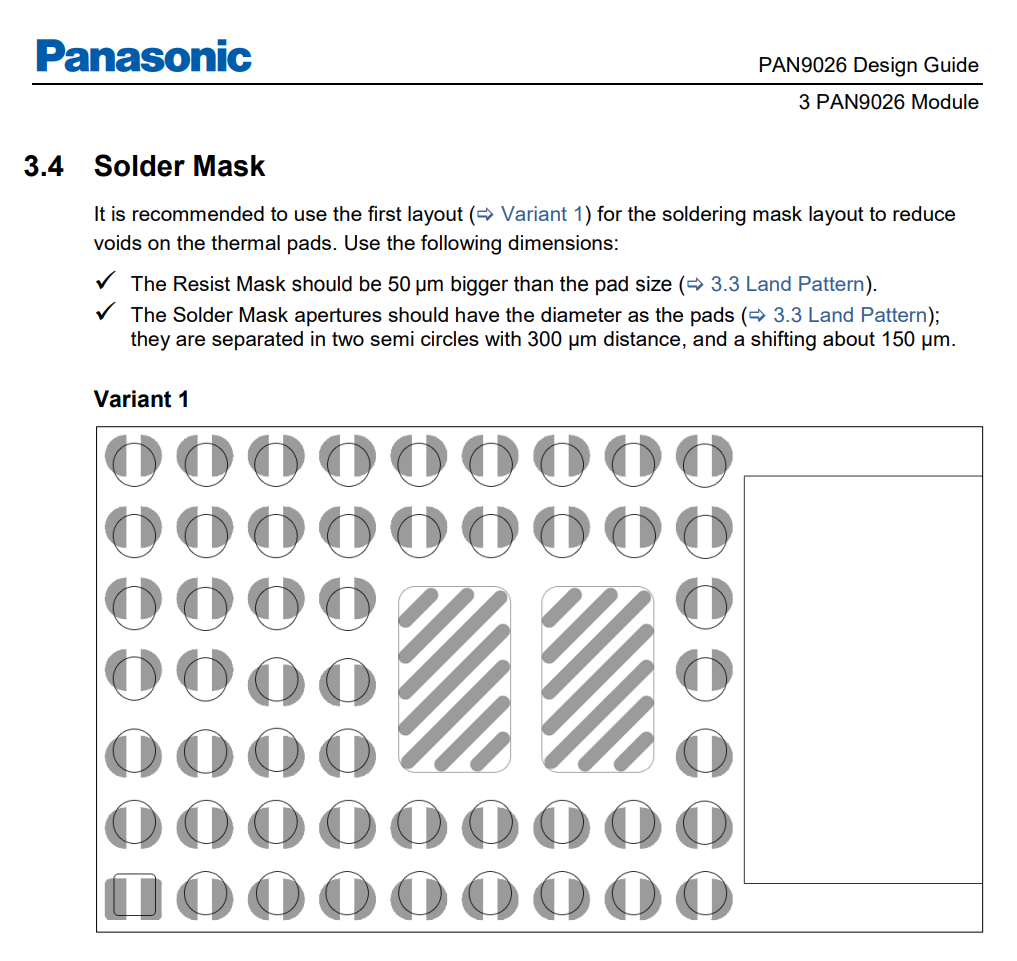 Panasonic
PAN9026 Design Guide
3 PAN9026 Module
3.4 Solder Mask
It is recommended to use the first layout (⇨ Variant 1) for the soldering mask layout to reduce
voids on the thermal pads. Use the following dimensions:
✓ The Resist Mask should be 50 µm bigger than the pad size (⇨ 3.3 Land Pattern).
✓ The Solder Mask apertures should have the diameter as the pads (⇨ 3.3 Land Pattern);
they are separated in two semi circles with 300 µm distance, and a shifting about 150 µm.
Variant 1